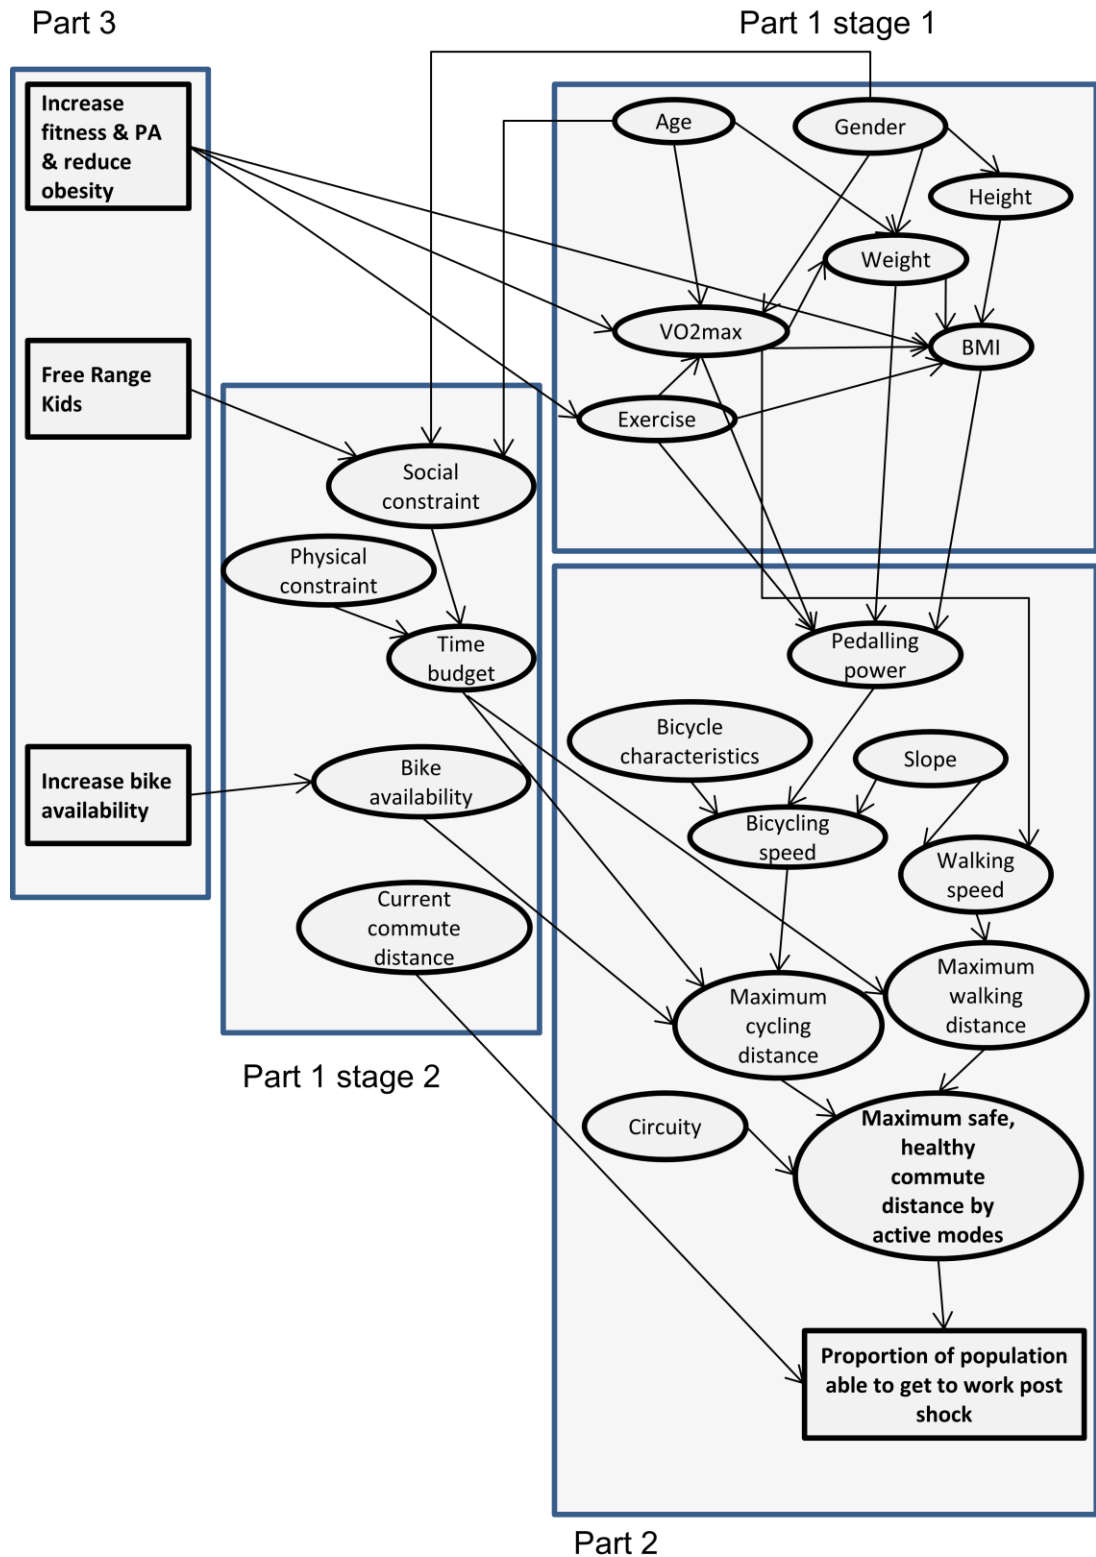 Part 3
Part 1 stage 1
Increase
fitness & PA
& reduce
obesity
Age
Gender
Height
Weight
VO2max
BMI
Exercise
Free Range
Kids
Social
constraint
Physical
constraint
Time
budget
Pedalling
power
Bicycle
characteristics
Slope
Increase bike
availability
Bike
availability
Bicycling
speed
Walking
speed
Current
commute
distance
Maximum
cycling
distance
Maximum
walking
distance
Part 1 stage 2
Circuity
Maximum safe,
healthy
commute
distance by
active modes
Proportion of population
able to get to work post
shock
Part 2